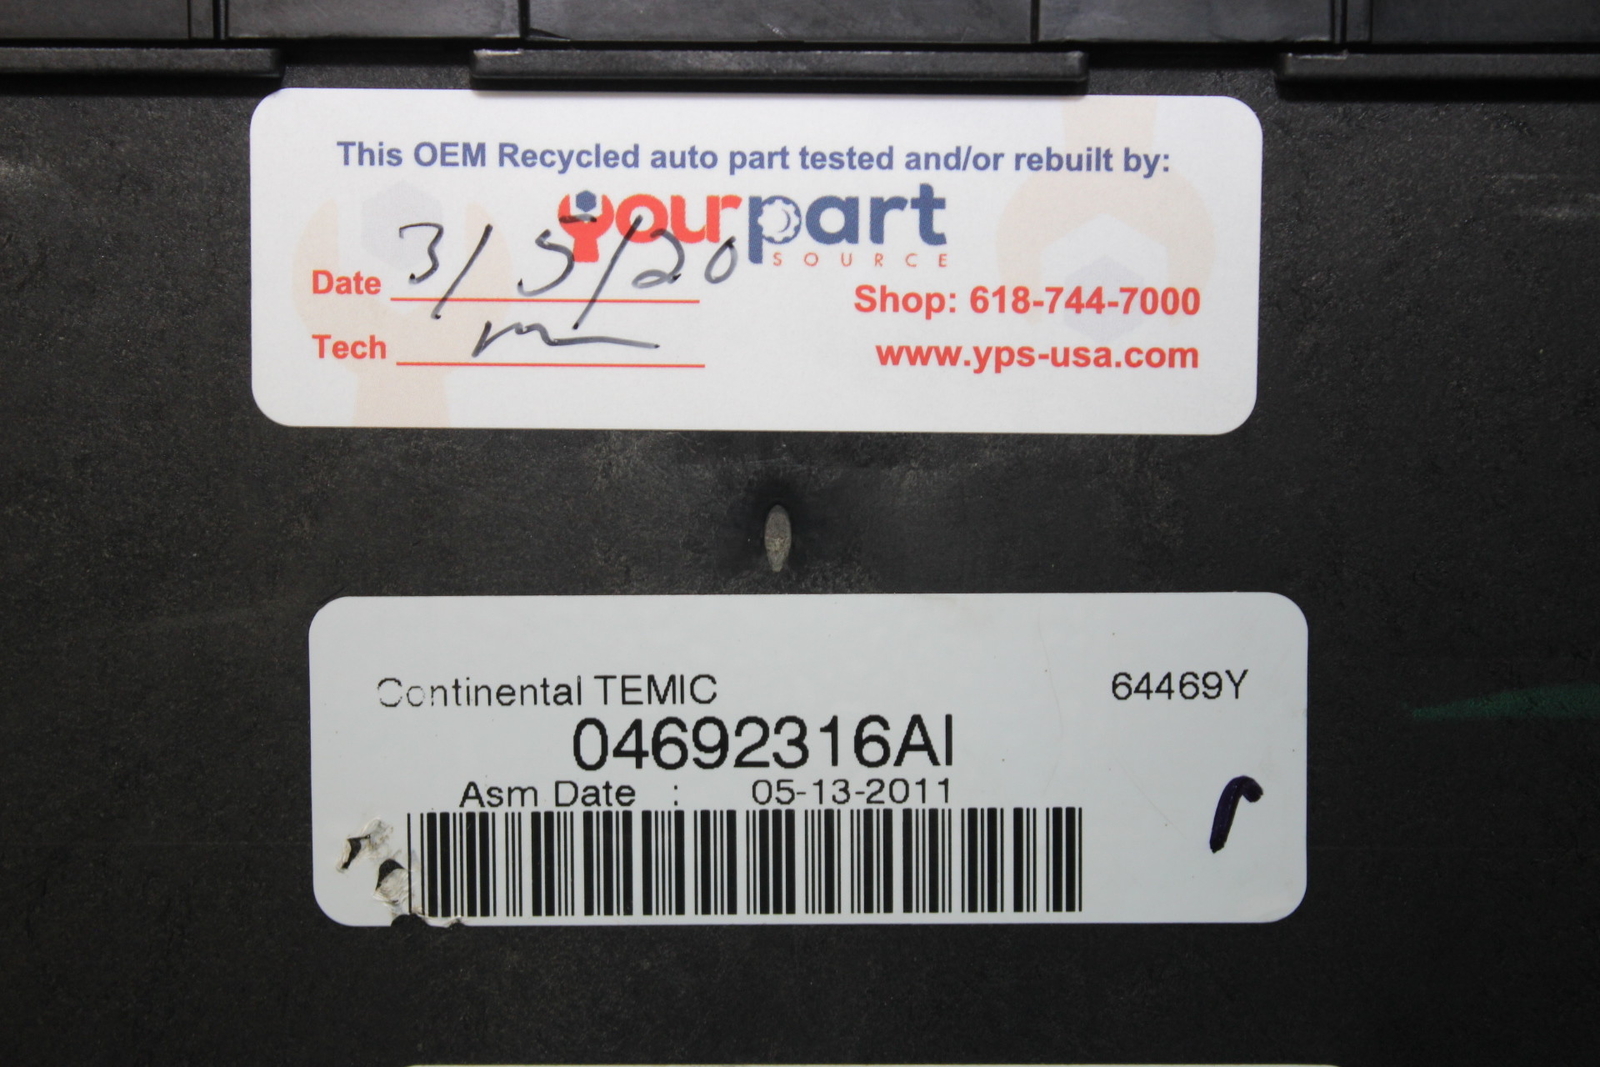 This OEM Recycled auto part tested and/or rebuilt by:
Yourpart
SOURCE
Date 3/5/20
Shop: 618-744-7000
Tech
www.yps-usa.com
Continental TEMIC 64469Y
04692316AI
Asm Date : 05-13-2011